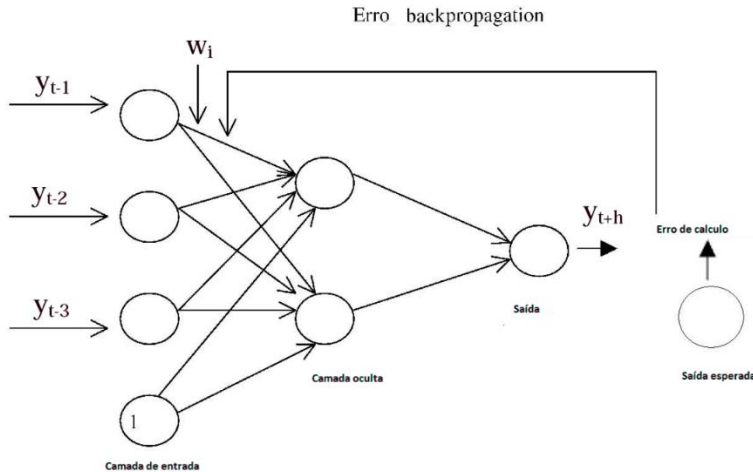 Erro backpropagation
wi
yt-1
yt-2
yt+h
Erro de calculo
yt-3
Saída
Camada oculta
Saída esperada
1
Camada de entrada